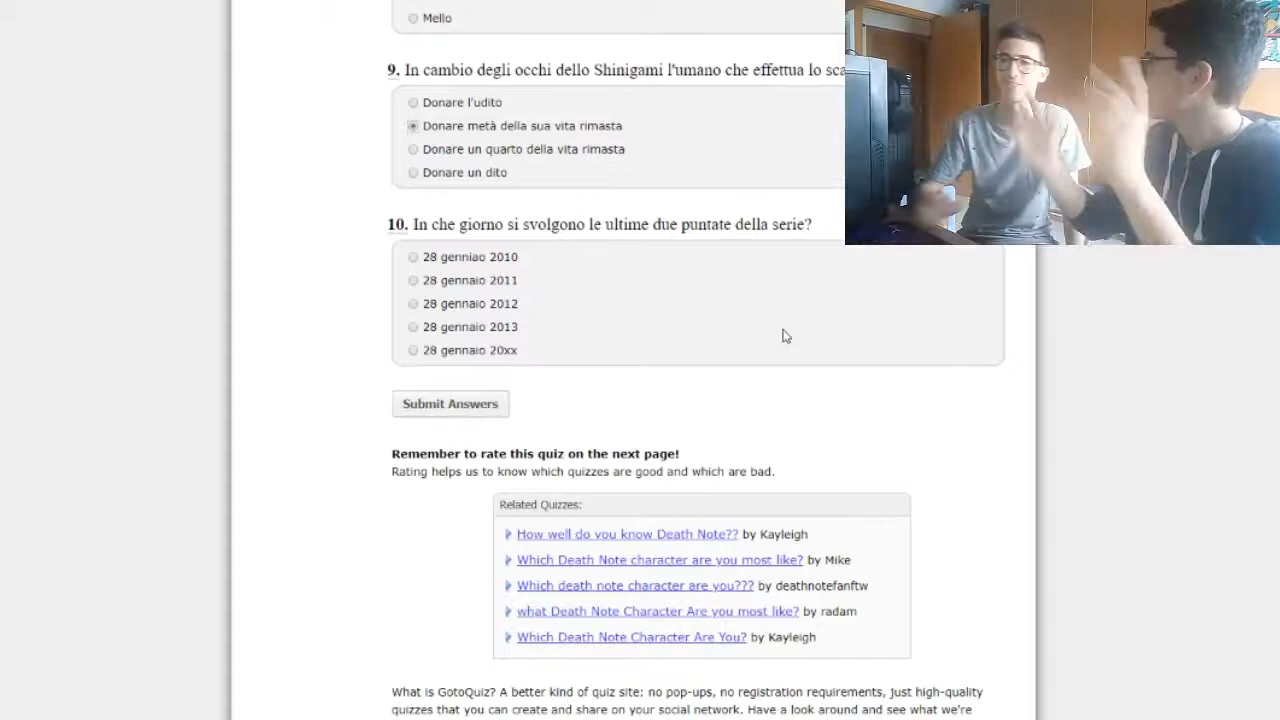 Mello
9. In cambio degli occhi dello Shinigami l'umano che effettua lo sca
Donare l'udito
Donare metà della sua vita rimasta
Donare un quarto della vita rimasta
Donare un dito
10. In che giorno si svolgono le ultime due puntate della serie?
28 genniao 2010
28 gennaio 2011
28 gennaio 2012
28 gennaio 2013
28 gennaio 20xx
Submit Answers
Remember to rate this quiz on the next page!
Rating helps us to know which quizzes are good and which are bad.
Related Quizzes:
How well do you know Death Note?? by Kayleigh
Which Death Note character are you most like? by Mike
Which death note character are you??? by deathnotefanftw
what Death Note Character Are you most like? by radam
Which Death Note Character Are You? by Kayleigh
What is GotoQuiz? A better kind of quiz site: no pop-ups, no registration requirements, just high-quality
quizzes that you can create and share on your social network. Have a look around and see what we're